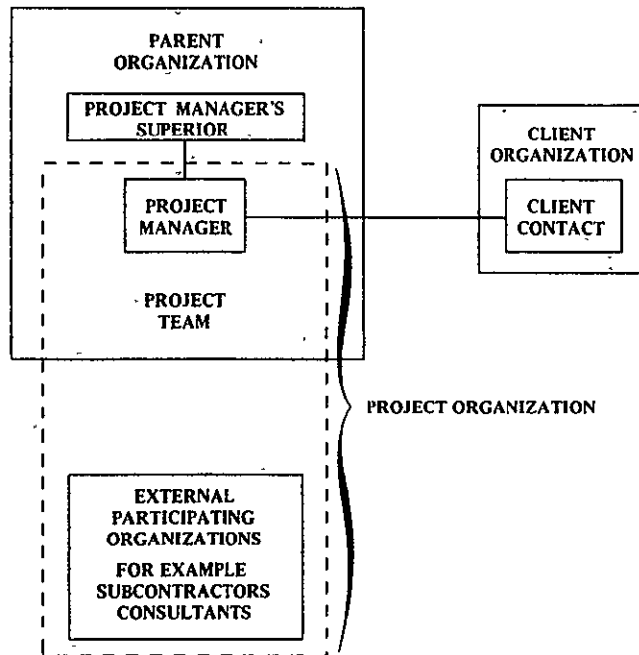 PARENT
ORGANIZATION
PROJECT MANAGER'S
SUPERIOR
CLIENT
ORGANIZATION
PROJECT
MANAGER
CLIENT
CONTACT
PROJECT
TEAM
PROJECT ORGANIZATION
EXTERNAL
PARTICIPATING
ORGANIZATIONS
FOR EXAMPLE
SUBCONTRACTORS
CONSULTANTS